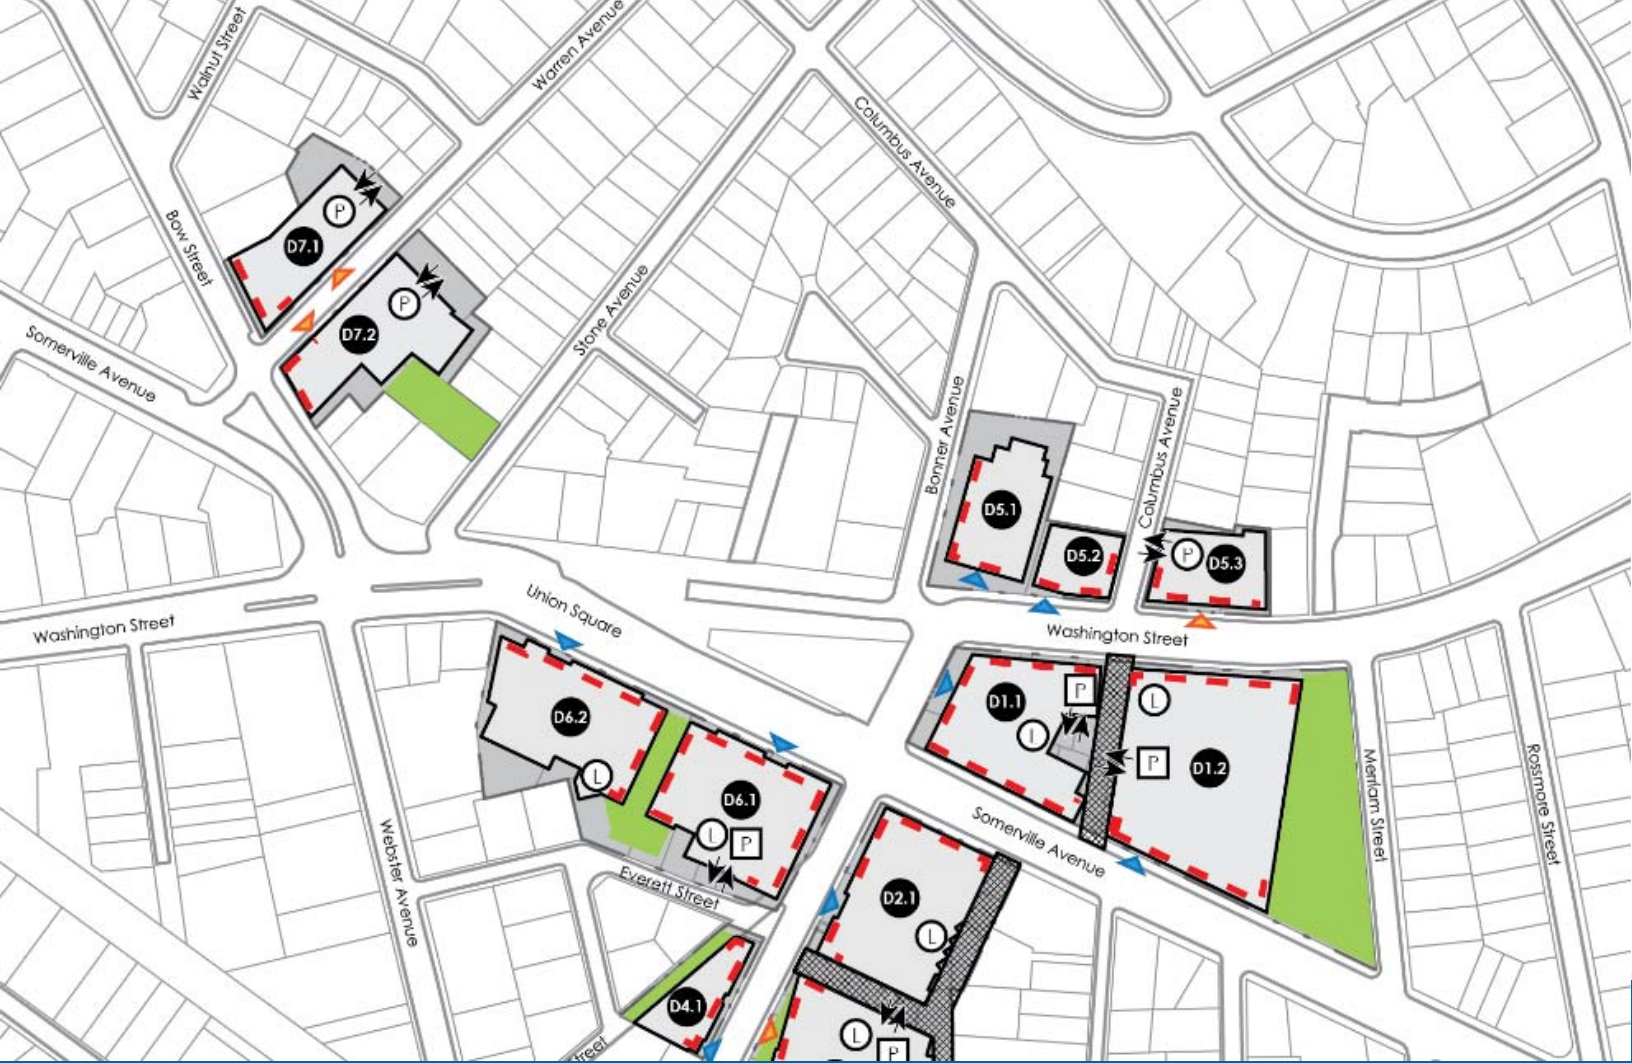 Walnut Street
Warren Avenue
Columbus Avenue
P
D7.1
Bow Street
P
D7.2
Stone Avenue
Somerville Avenue
Bonner Avenue
Columbus Avenue
D5.1
D5.2
P
D5.3
Union Square
Washington Street
Washington Street
D6.2
L
D1.1
P
L
L
P
D1.2
D6.1
L
P
Merriam Street
Rossmore Street
Somerville Avenue
Webster Avenue
Everett Street
D2.1
L
D4.1
L
P